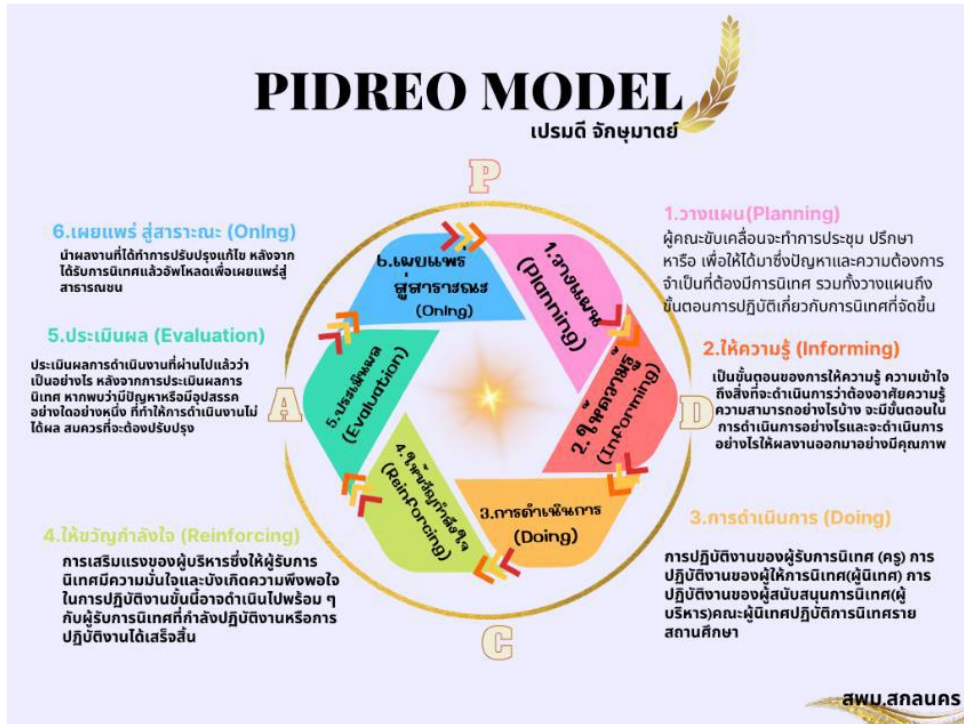 PIDREO MODEL
เปรมดี จักษุมาตย์
P
1.วางแผน(Planning)
ผู้คณะขับเคลื่อนจะทำการประชุม ปรึกษา
หารือ เพื่อให้ได้มาซึ่งปัญหาและความต้องการ
จำเป็นที่ต้องมีการนิเทศ รวมทั้งวางแผนถึง
ขั้นตอนการปฏิบัติเกี่ยวกับการนิเทศที่จัดขึ้น
2.ให้ความรู้ (Informing)
เป็นขั้นตอนของการให้ความรู้ ความเข้าใจ
ถึงสิ่งที่จะดำเนินการว่าต้องอาศัยความรู้
ความสามารถอย่างไรบ้าง จะมีขั้นตอนใน
การดำเนินการอย่างไรและจะดำเนินการ
อย่างไรให้ผลงานออกมาอย่างมีคุณภาพ
D
3.การดำเนินการ (Doing)
การปฏิบัติงานของผู้รับการนิเทศ (ครู) การ
ปฏิบัติงานของผู้ให้การนิเทศ(ผู้นิเทศ) การ
ปฏิบัติงานของผู้สนับสนุนการนิเทศ(ผู้
บริหาร)คณะผู้นิเทศปฏิบัติการนิเทศราย
สถานศึกษา
C
4.ให้ขวัญกำลังใจ (Reinforcing)
การเสริมแรงของผู้บริหารซึ่งให้ผู้รับการ
นิเทศมีความมั่นใจและบังเกิดความพึงพอใจ
ในการปฏิบัติงานขั้นนี้อาจดำเนินไปพร้อม ๆ
กับผู้รับการนิเทศที่กำลังปฏิบัติงานหรือการ
ปฏิบัติงานได้เสร็จสิ้น
A
5.ประเมินผล (Evaluation)
ประเมินผลการดำเนินงานที่ผ่านไปแล้วว่า
เป็นอย่างไร หลังจากการประเมินผลการ
นิเทศ หากพบว่ามีปัญหาหรือมีอุปสรรค
อย่างใดอย่างหนึ่ง ที่ทำให้การดำเนินงานไม่
ได้ผล สมควรที่จะต้องปรับปรุง
6.เผยแพร่ สู่สาราะณะ (OnIng)
นำผลงานที่ได้ทำการปรับปรุงแก้ไข หลังจาก
ได้รับการนิเทศแล้วอัพโหลดเพื่อเผยแพร่สู่
สาธารณชน
1.วางแผน
(Planning)
2. ให้ความรู้
(Informing)
3.การดำเนินการ
(Doing)
4. ให้ขวัญกำลังใจ
(Reinforcing)
5.ประเมินผล
(Evaluation)
6.เผยแพร่
สู่สาราะณะ
(OnIng)
สพม.สกลนคร